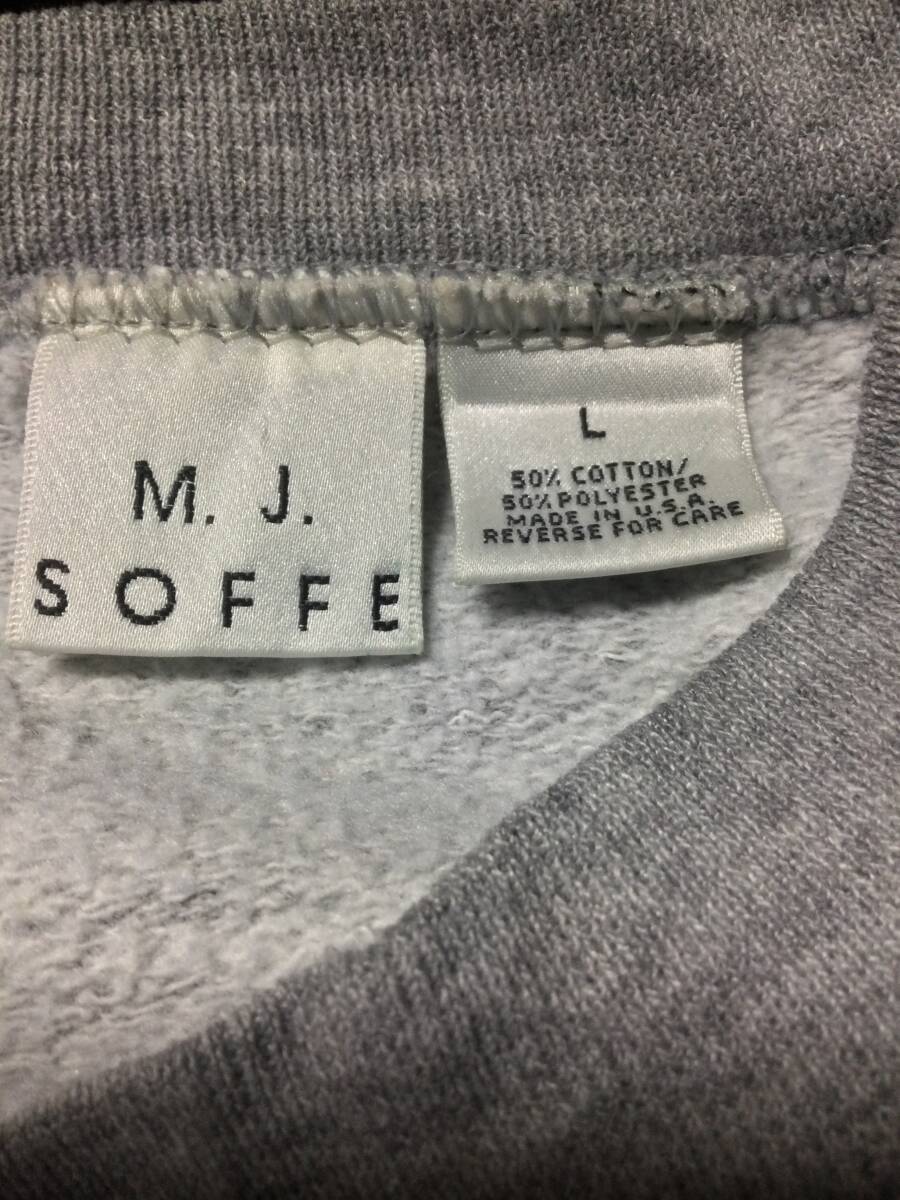 M. J.
SOFFE
L
50% COTTON/
50% POLYESTER
MADE IN U.S.A.
REVERSE FOR CARE